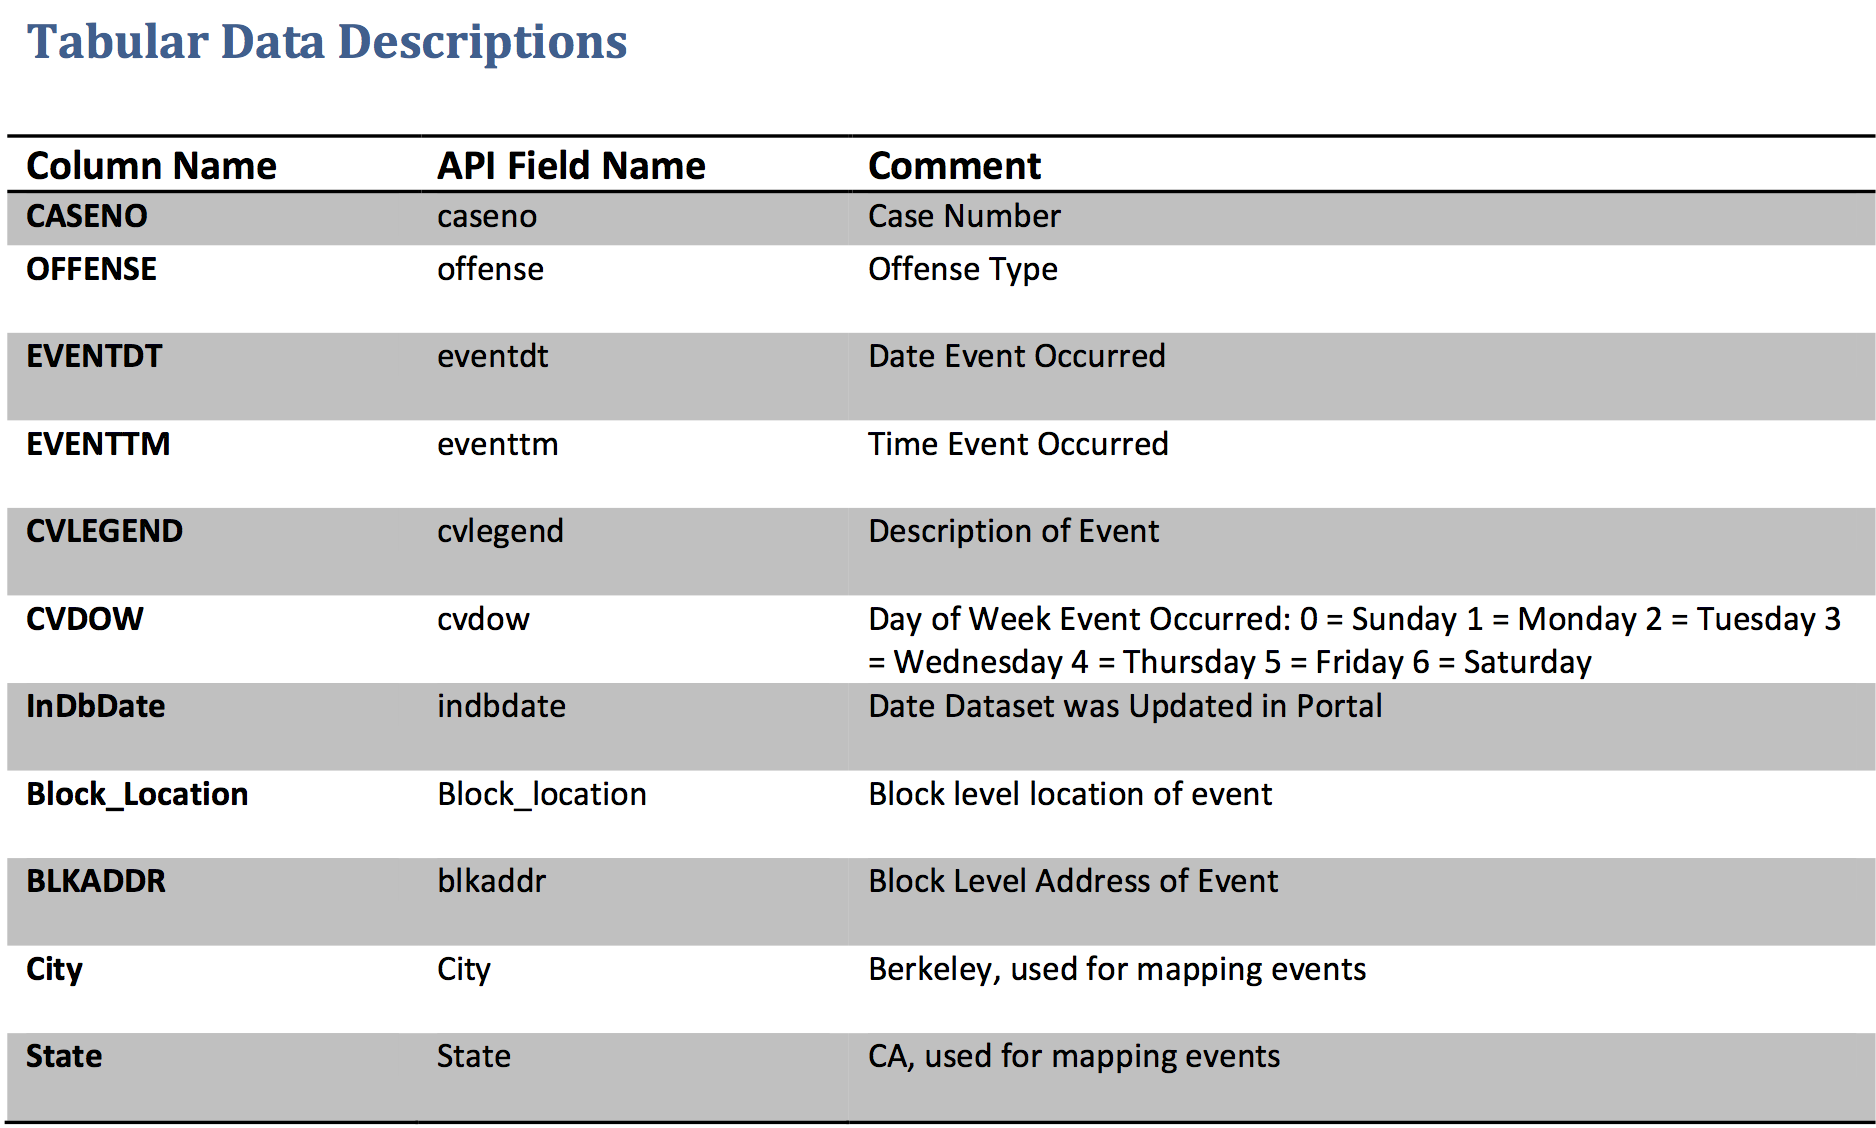 Tabular Data Descriptions
Column Name API Field Name Comment
CASENO caseno Case Number
OFFENSE offense Offense Type
EVENTDT eventdt Date Event Occurred
EVENTTM eventtm Time Event Occurred
CVLEGEND cvlegend Description of Event
CVDOW cvdow Day of Week Event Occurred: 0 = Sunday 1 = Monday 2 = Tuesday 3
= Wednesday 4 = Thursday 5 = Friday 6 = Saturday
InDbDate indbdate Date Dataset was Updated in Portal
Block_Location Block_location Block level location of event
BLKADDR blkaddr Block Level Address of Event
City City Berkeley, used for mapping events
State State CA, used for mapping events